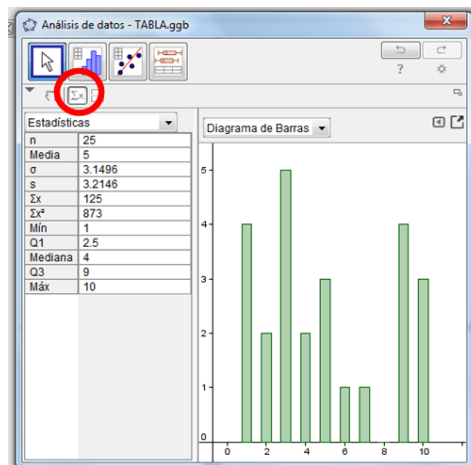 Análisis de datos - TABLA.ggb
?
Σx
Estadísticas
n 25
Media 5
σ 3.1496
s 3.2146
Σx 125
Σx² 873
Mín 1
Q1 2.5
Mediana 4
Q3 9
Máx 10
Diagrama de Barras
5
4
3
2
1
0
0 2 4 6 8 10